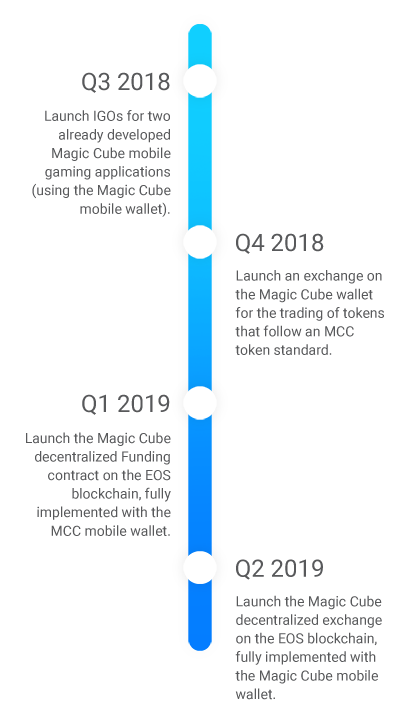 Q3 2018
Launch IGOs for two
already developed
Magic Cube mobile
gaming applications
(using the Magic Cube
mobile wallet).
Q4 2018
Launch an exchange on
the Magic Cube wallet
for the trading of tokens
that follow an MCC
token standard.
Q1 2019
Launch the Magic Cube
decentralized Funding
contract on the EOS
blockchain, fully
implemented with the
MCC mobile wallet.
Q2 2019
Launch the Magic Cube
decentralized exchange
on the EOS blockchain,
fully implemented with
the Magic Cube mobile
wallet.